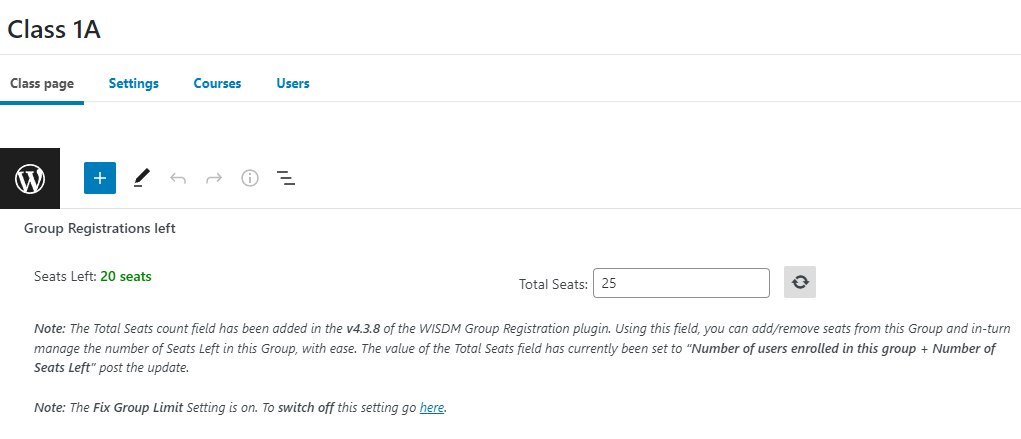 Class 1A
Class page Settings Courses Users
Group Registrations left
Seats Left: 20 seats
Total Seats: 25
Note: The Total Seats count field has been added in the v4.3.8 of the WISDM Group Registration plugin. Using this field, you can add/remove seats from this Group and in-turn
manage the number of Seats Left in this Group, with ease. The value of the Total Seats field has currently been set to "Number of users enrolled in this group + Number of
Seats Left" post the update.
Note: The Fix Group Limit Setting is on. To switch off this setting go here.